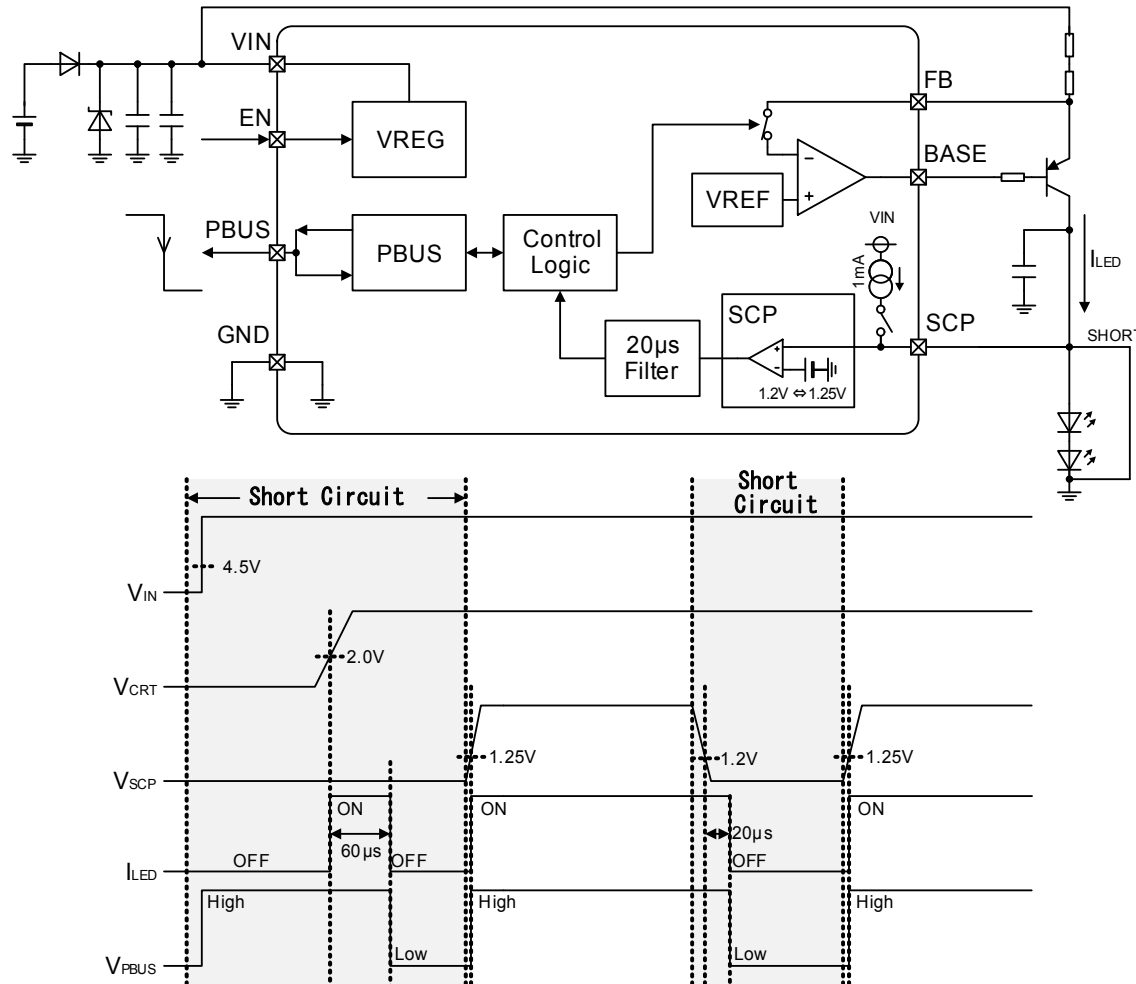 VIN
EN
VREG
PBUS
PBUS
GND
Control
Logic
20µs
Filter
VREF
−
+
FB
BASE
VIN
1mA
SCP
+
-
1.2V ⇔ 1.25V
SCP
ILED
SHORT
Short Circuit
Short
Circuit
VIN
4.5V
VCRT
2.0V
VSCP
1.25V
1.2V
1.25V
ILED
OFF
ON
60µs
OFF
ON
20µs
OFF
ON
VPBUS
High
Low
High
Low
High